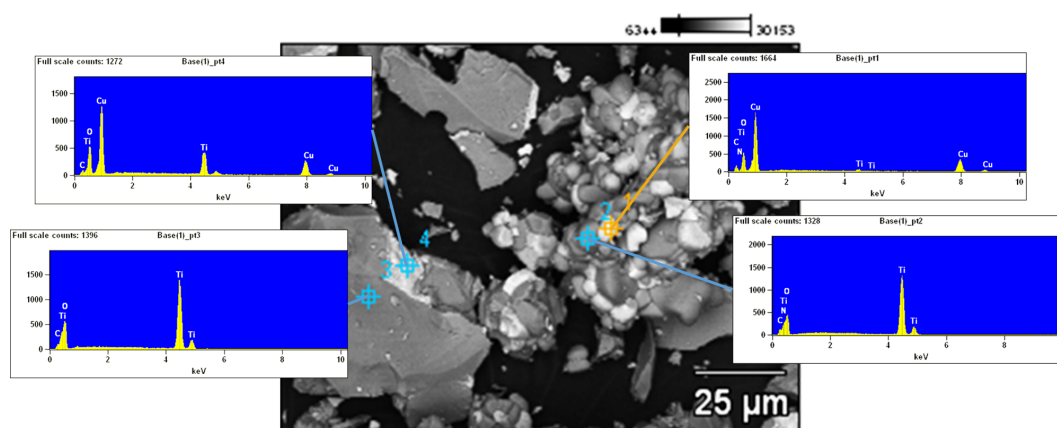 6344 30153
Full scale counts: 1272 Base(1)_pt4
1500
1000
500
0
Cu
O
Ti
C
Ti
Cu
Cu
0 2 4 6 8 10
keV
Full scale counts: 1664 Base(1)_pt1
2500
2000
1500
1000
500
0
Cu
O
Ti
C
N
Ti Ti
Cu
Cu
0 2 4 6 8 10
keV
Full scale counts: 1396 Base(1)_pt3
1500
1000
500
0
Ti
O
Ti
C
Ti
0 2 4 6 8 10
keV
Full scale counts: 1328 Base(1)_pt2
2000
1500
1000
500
0
Ti
O
Ti
N
C
Ti
0 2 4 6 8
keV
1
2
4
3
25 µm